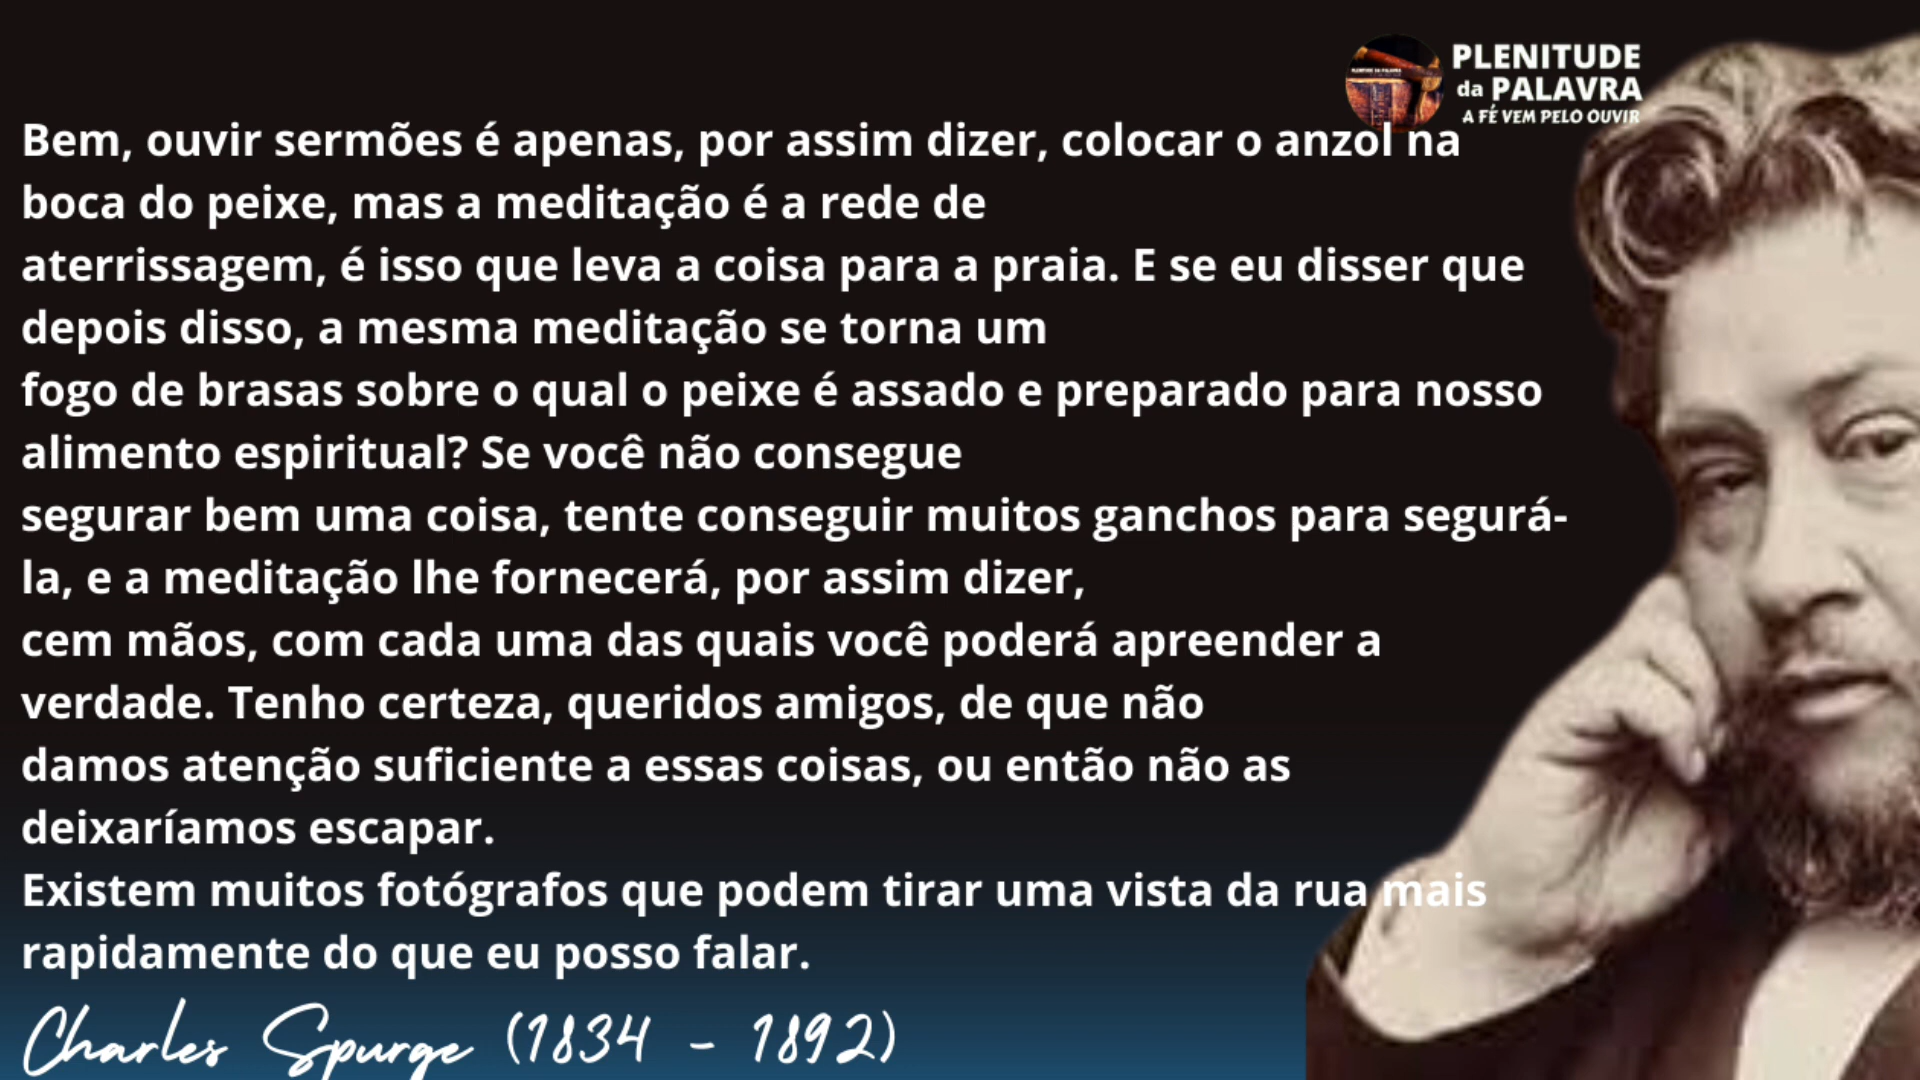 PLENITUDE
da PALAVRA
A FÉ VEM PELO OUVIR
Bem, ouvir sermões é apenas, por assim dizer, colocar o anzol na
boca do peixe, mas a meditação é a rede de
aterrissagem, é isso que leva a coisa para a praia. E se eu disser que
depois disso, a mesma meditação se torna um
fogo de brasas sobre o qual o peixe é assado e preparado para nosso
alimento espiritual? Se você não consegue
segurar bem uma coisa, tente conseguir muitos ganchos para segurá-
la, e a meditação lhe fornecerá, por assim dizer,
cem mãos, com cada uma das quais você poderá apreender a
verdade. Tenho certeza, queridos amigos, de que não
damos atenção suficiente a essas coisas, ou então não as
deixaríamos escapar.
Existem muitos fotógrafos que podem tirar uma vista da rua mais
rapidamente do que eu posso falar.
Charles Spurge (1834 - 1892)